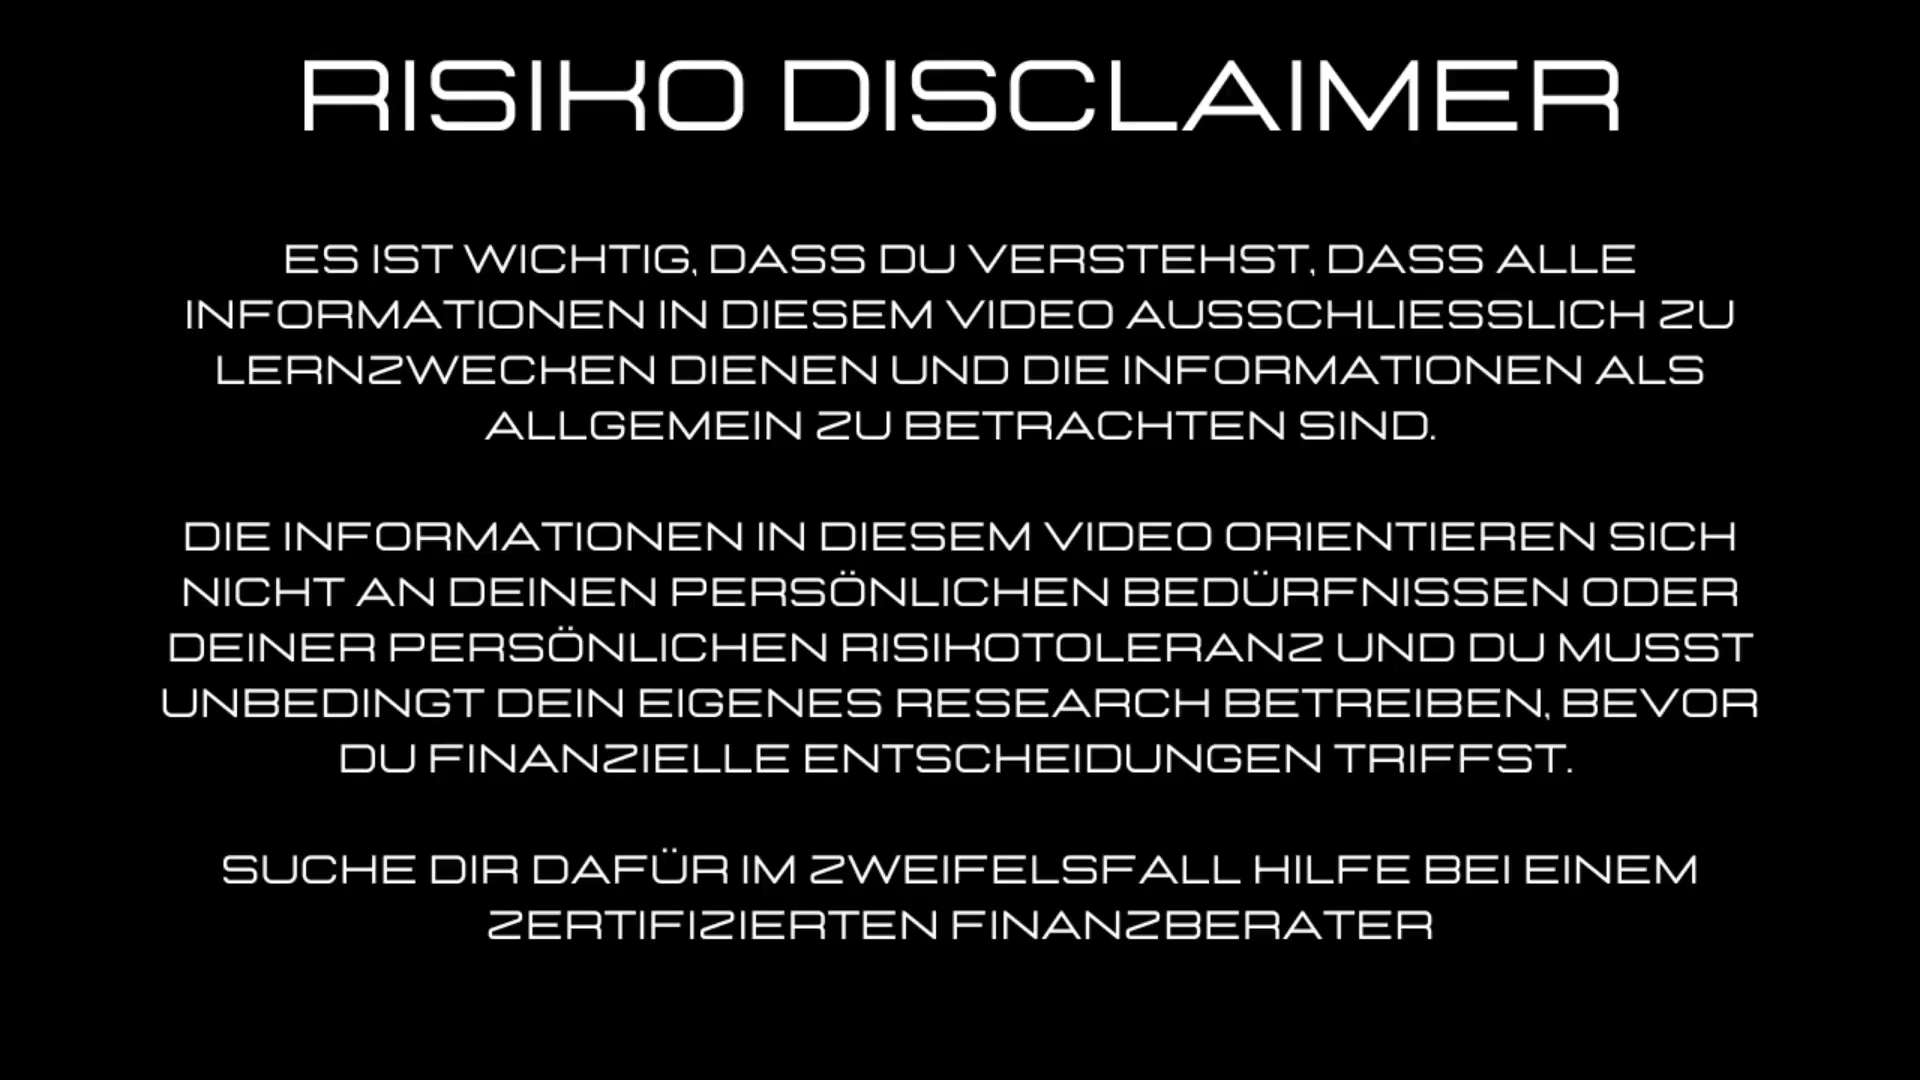 RISIKO DISCLAIMER
ES IST WICHTIG, DASS DU VERSTEHST, DASS ALLE
INFORMATIONEN IN DIESEM VIDEO AUSSCHLIESSLICH ZU
LERNZWECKEN DIENEN UND DIE INFORMATIONEN ALS
ALLGEMEIN ZU BETRACHTEN SIND.
DIE INFORMATIONEN IN DIESEM VIDEO ORIENTIEREN SICH
NICHT AN DEINEN PERSÖNLICHEN BEDÜRFNISSEN ODER
DEINER PERSÖNLICHEN RISIKOTOLERANZ UND DU MUSST
UNBEDINGT DEIN EIGENES RESEARCH BETREIBEN, BEVOR
DU FINANZIELLE ENTSCHEIDUNGEN TRIFFST.
SUCHE DIR DAFÜR IM ZWEIFELSFALL HILFE BEI EINEM
ZERTIFIZIERTEN FINANZBERATER